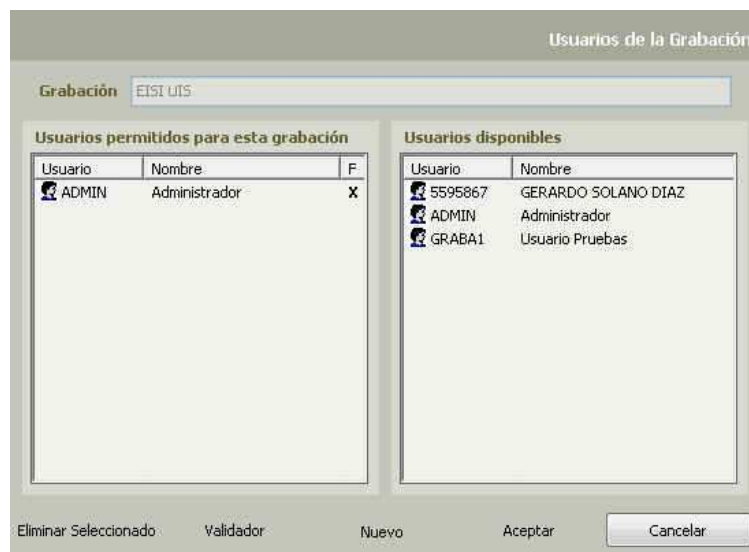 Usuarios de la Grabación
Grabación EISI UIS
Usuarios permitidos para esta grabación
Usuario Nombre F
ADMIN Administrador X
Usuarios disponibles
Usuario Nombre
5595867 GERARDO SOLANO DIAZ
ADMIN Administrador
GRABA1 Usuario Pruebas
Eliminar Seleccionado Validador Nuevo Aceptar Cancelar